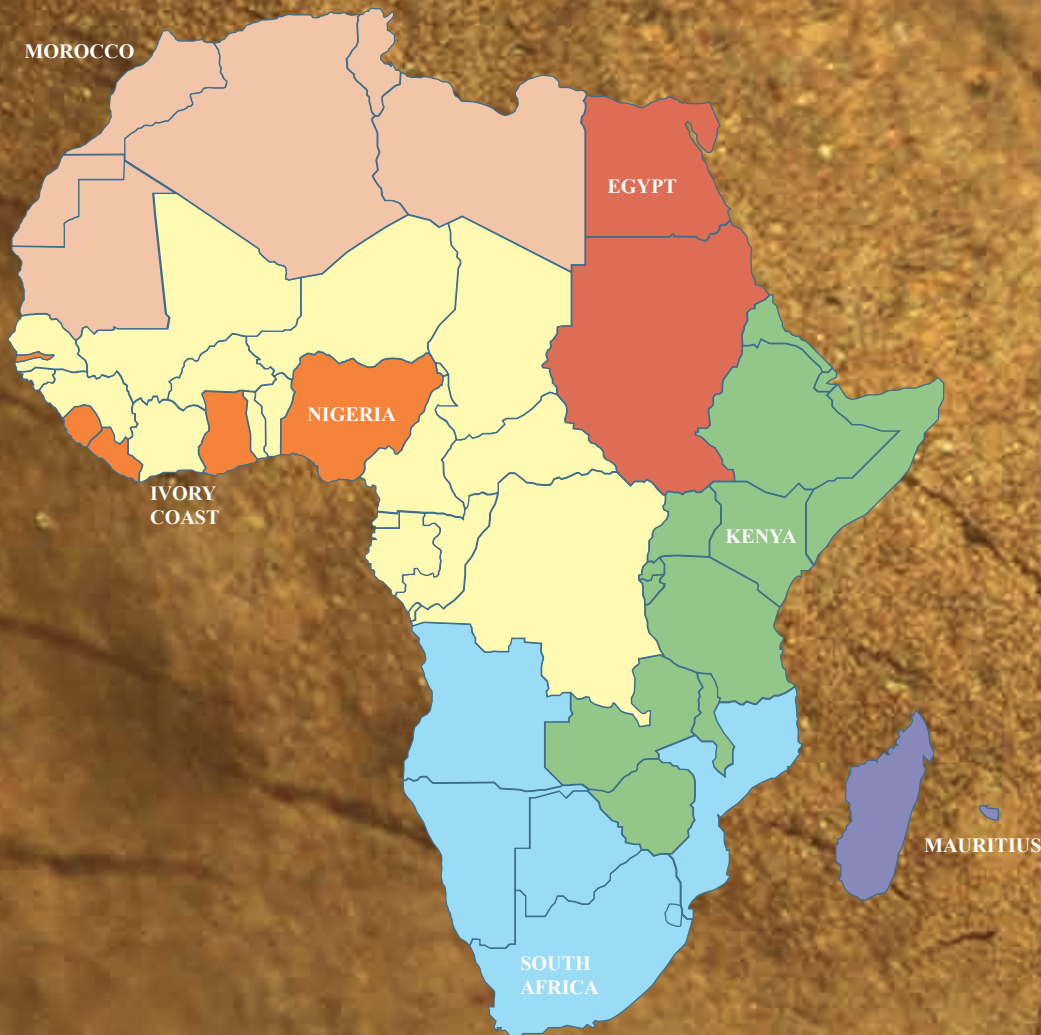 MOROCCO
EGYPT
NIGERIA
IVORY
COAST
KENYA
MAURITIUS
SOUTH
AFRICA